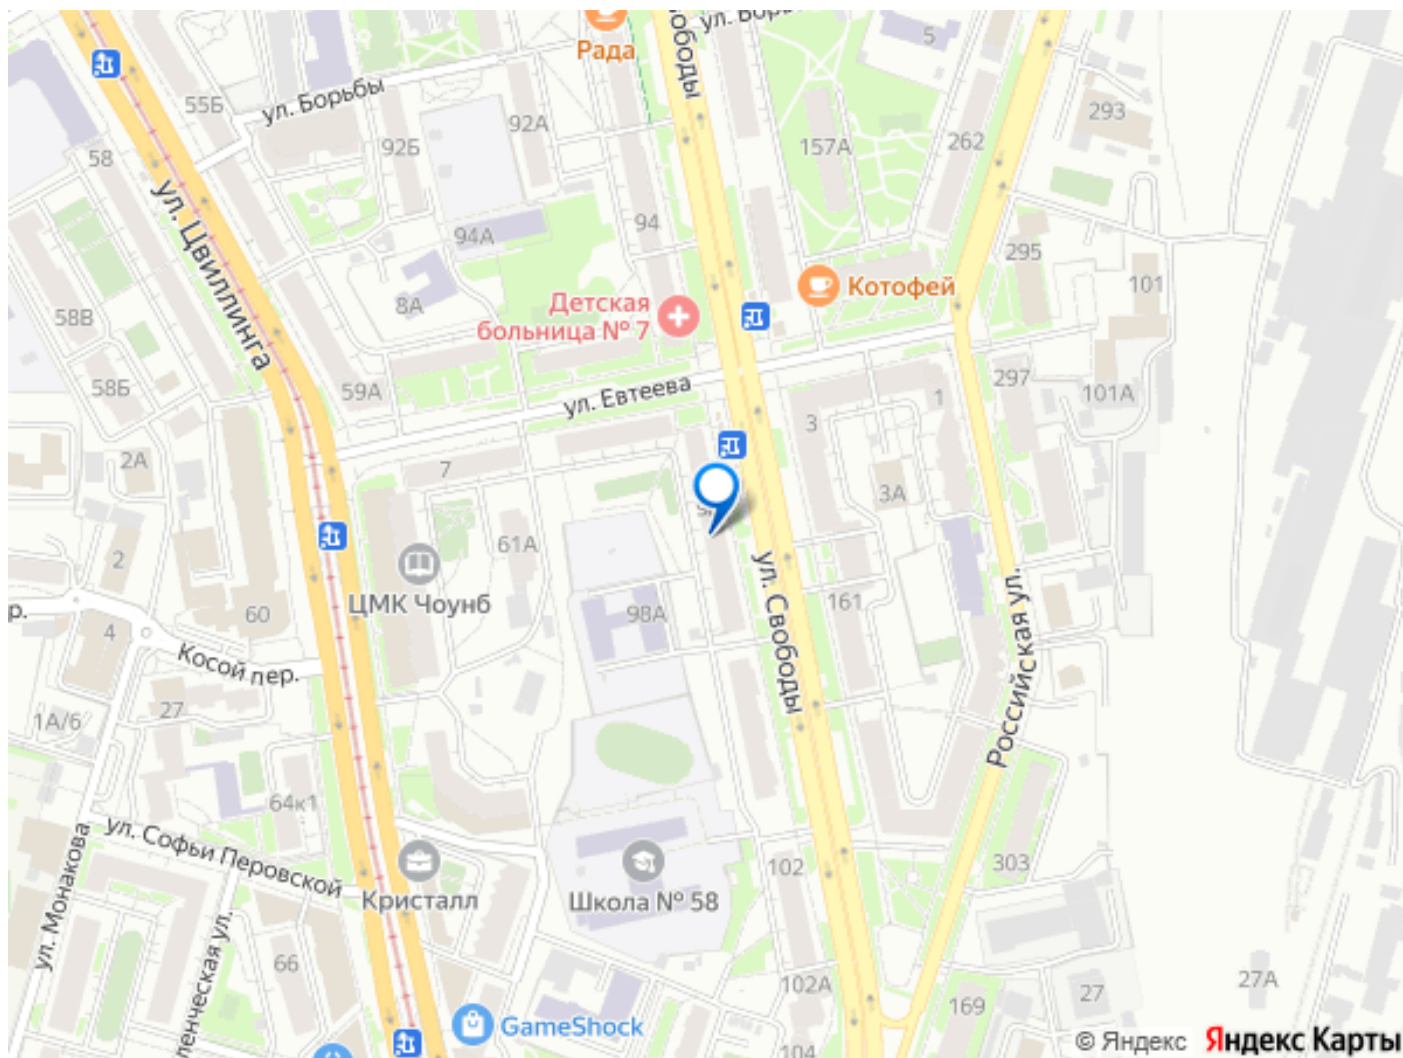 ул. Борь
5
Рада
ободы
293
55Б
ул. Борьбы
92А
92Б
157А
262
58
ул. Цвиллинга
94
94А
295
101
Котофей
8А
Детская
больница № 7
58В
58Б
59А
ул. Евтеева
297
101А
1
3
2А
7
3А
61А
2
ЦМК Чоунб
98А
161
ул. Свободы
Российская ул.
р.
4
60
Косой пер.
1А/6
27
64к1
ул. Софьи Перовской
ул. Монакова
Кристалл
Школа № 58
102
303
66
ленческая ул.
102А
169
27
27А
GameShock
104
© Яндекс
Яндекс Карты